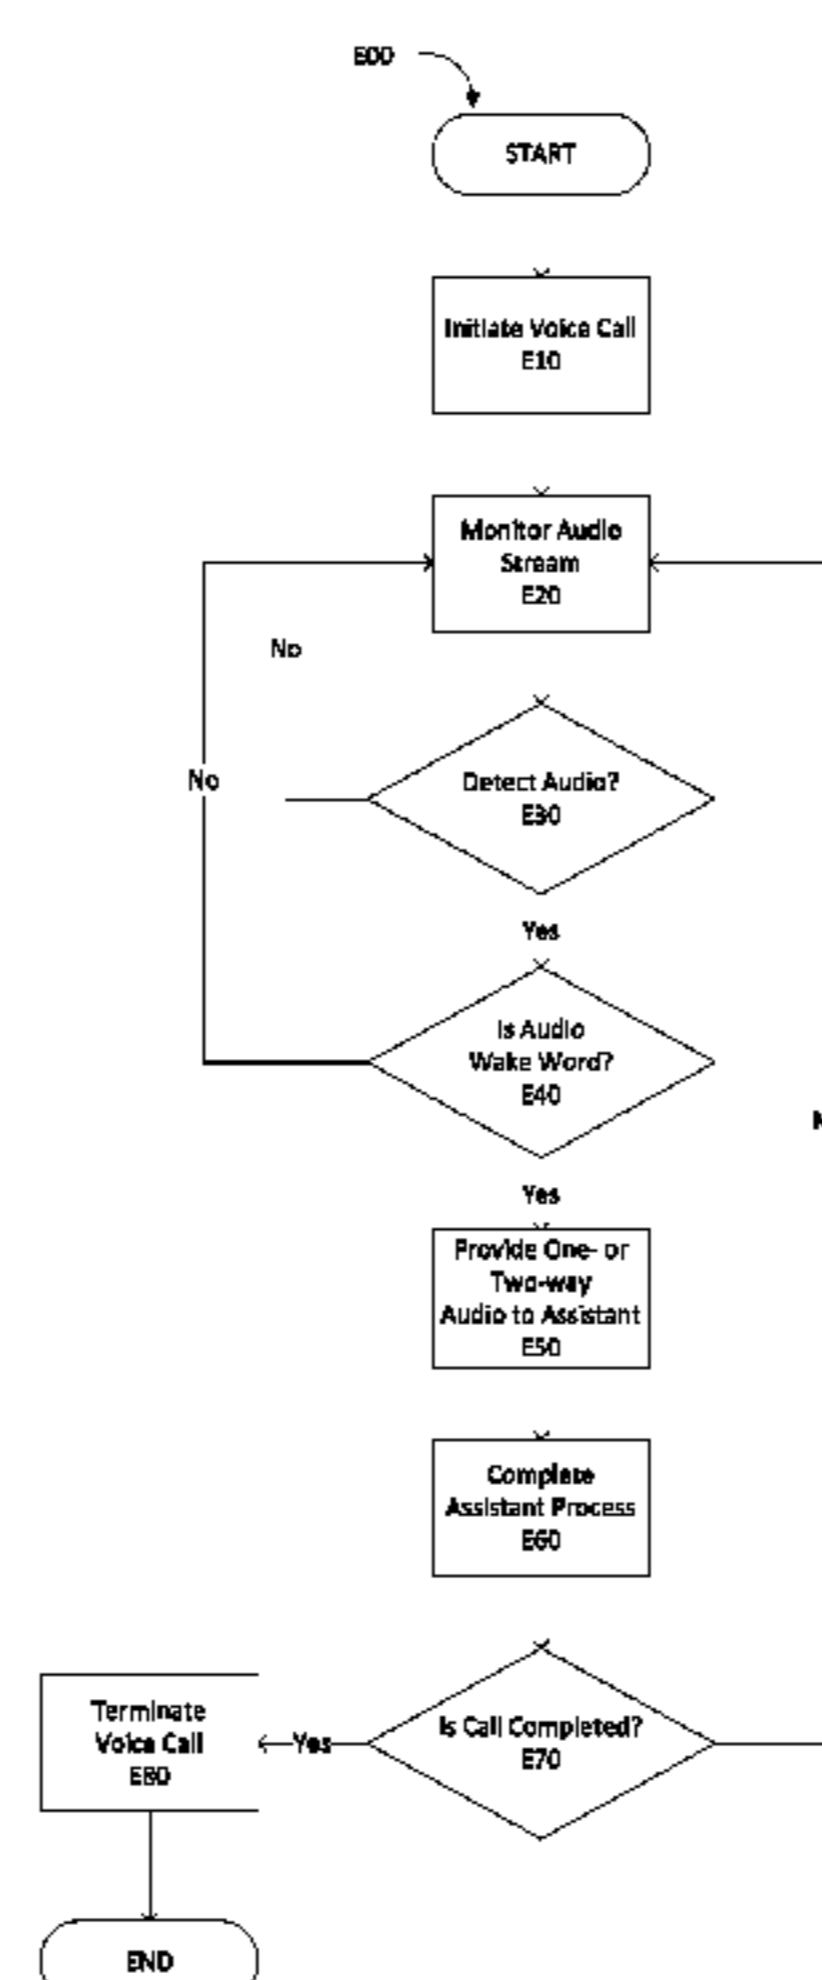 E00
START
Initiate Voice Call
E10
Monitor Audio
Stream
E20
No
No
Detect Audio?
E30
Yes
Is Audio
Wake Word?
E40
Yes
Provide One- or
Two-way
Audio to Assistant
E50
Complete
Assistant Process
E60
Is Call Completed?
E70
Yes
Terminate
Voice Call
E80
END